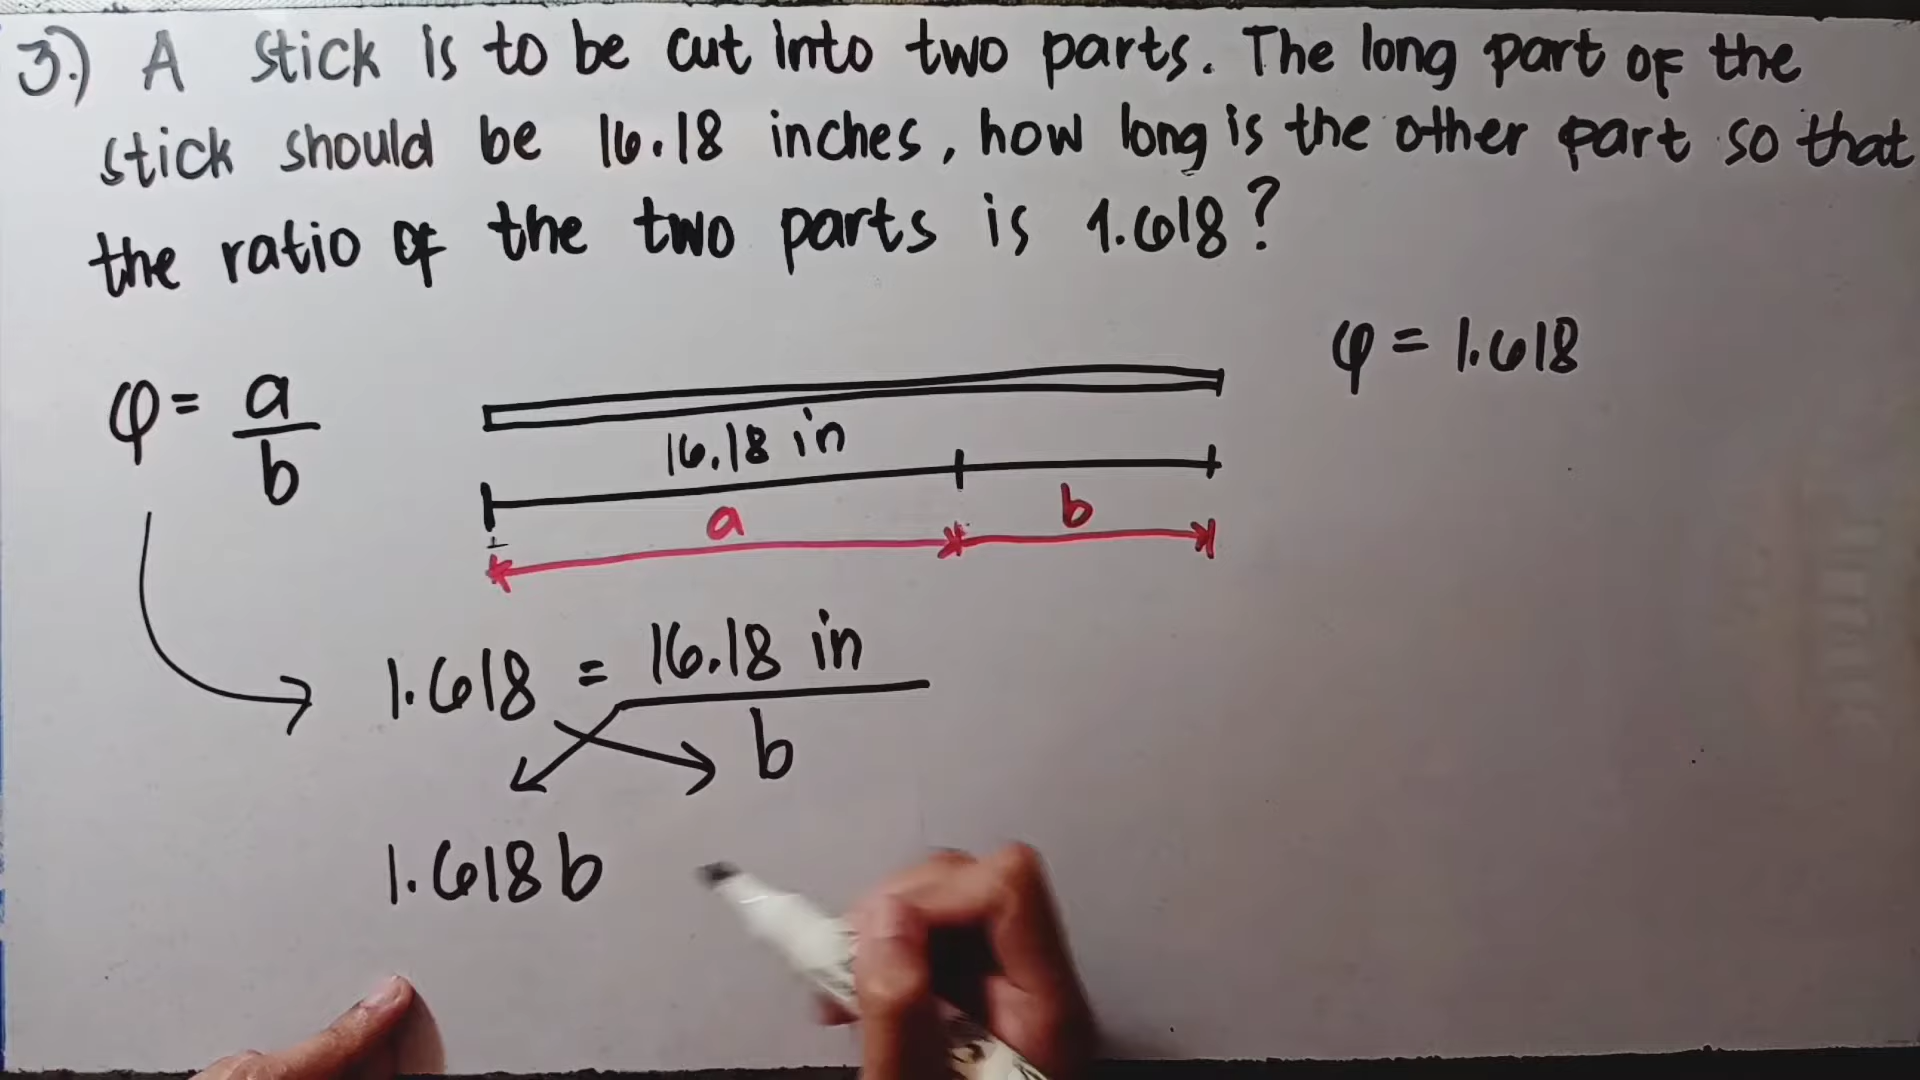 3.) A stick is to be cut into two parts. The long part of the
stick should be 16.18 inches, how long is the other part so that
the ratio of the two parts is 1.618?
φ = 1.618
φ = a/b
16.18 in
a b
1.618 = 16.18 in / b
1.618 b